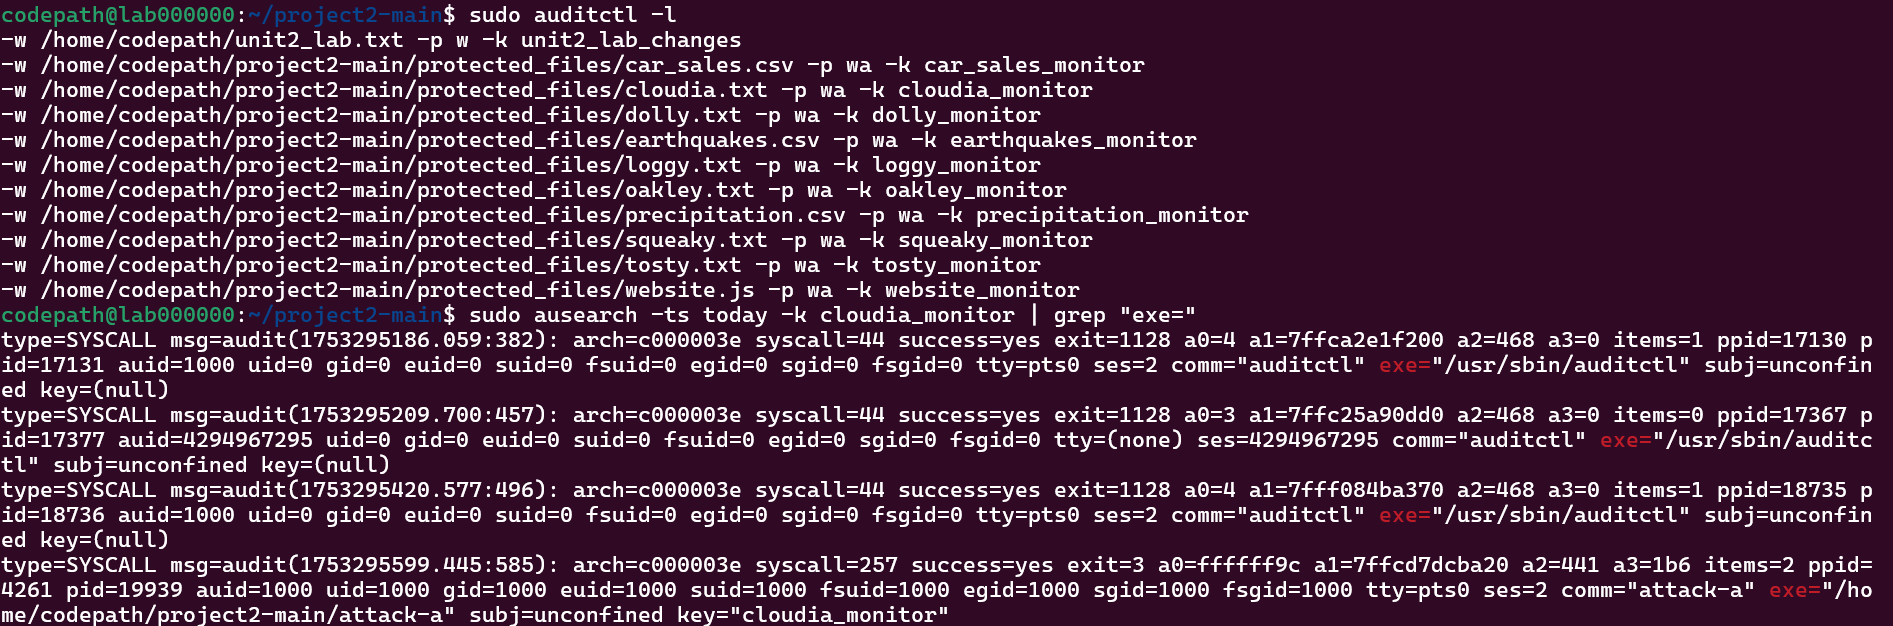 codepath@lab000000:~/project2-main$ sudo auditctl -l
-w /home/codepath/unit2_lab.txt -p w -k unit2_lab_changes
-w /home/codepath/project2-main/protected_files/car_sales.csv -p wa -k car_sales_monitor
-w /home/codepath/project2-main/protected_files/cloudia.txt -p wa -k cloudia_monitor
-w /home/codepath/project2-main/protected_files/dolly.txt -p wa -k dolly_monitor
-w /home/codepath/project2-main/protected_files/earthquakes.csv -p wa -k earthquakes_monitor
-w /home/codepath/project2-main/protected_files/loggy.txt -p wa -k loggy_monitor
-w /home/codepath/project2-main/protected_files/oakley.txt -p wa -k oakley_monitor
-w /home/codepath/project2-main/protected_files/precipitation.csv -p wa -k precipitation_monitor
-w /home/codepath/project2-main/protected_files/squeaky.txt -p wa -k squeaky_monitor
-w /home/codepath/project2-main/protected_files/tosty.txt -p wa -k tosty_monitor
-w /home/codepath/project2-main/protected_files/website.js -p wa -k website_monitor
codepath@lab000000:~/project2-main$ sudo ausearch -ts today -k cloudia_monitor | grep "exe="
type=SYSCALL msg=audit(1753295186.059:382): arch=c000003e syscall=44 success=yes exit=1128 a0=4 a1=7ffca2e1f200 a2=468 a3=0 items=1 ppid=17130 p
id=17131 auid=1000 uid=0 gid=0 euid=0 suid=0 fsuid=0 egid=0 sgid=0 fsgid=0 tty=pts0 ses=2 comm="auditctl" exe="/usr/sbin/auditctl" subj=unconfin
ed key=(null)
type=SYSCALL msg=audit(1753295209.700:457): arch=c000003e syscall=44 success=yes exit=1128 a0=3 a1=7ffc25a90dd0 a2=468 a3=0 items=0 ppid=17367 p
id=17377 auid=4294967295 uid=0 gid=0 euid=0 suid=0 fsuid=0 egid=0 sgid=0 fsgid=0 tty=(none) ses=4294967295 comm="auditctl" exe="/usr/sbin/auditc
tl" subj=unconfined key=(null)
type=SYSCALL msg=audit(1753295420.577:496): arch=c000003e syscall=44 success=yes exit=1128 a0=4 a1=7fff084ba370 a2=468 a3=0 items=1 ppid=18735 p
id=18736 auid=1000 uid=0 gid=0 euid=0 suid=0 fsuid=0 egid=0 sgid=0 fsgid=0 tty=pts0 ses=2 comm="auditctl" exe="/usr/sbin/auditctl" subj=unconfin
ed key=(null)
type=SYSCALL msg=audit(1753295599.445:585): arch=c000003e syscall=257 success=yes exit=3 a0=ffffff9c a1=7ffcd7dcba20 a2=441 a3=1b6 items=2 ppid=
4261 pid=19939 auid=1000 uid=1000 gid=1000 euid=1000 suid=1000 fsuid=1000 egid=1000 sgid=1000 fsgid=1000 tty=pts0 ses=2 comm="attack-a" exe="/ho
me/codepath/project2-main/attack-a" subj=unconfined key="cloudia_monitor"